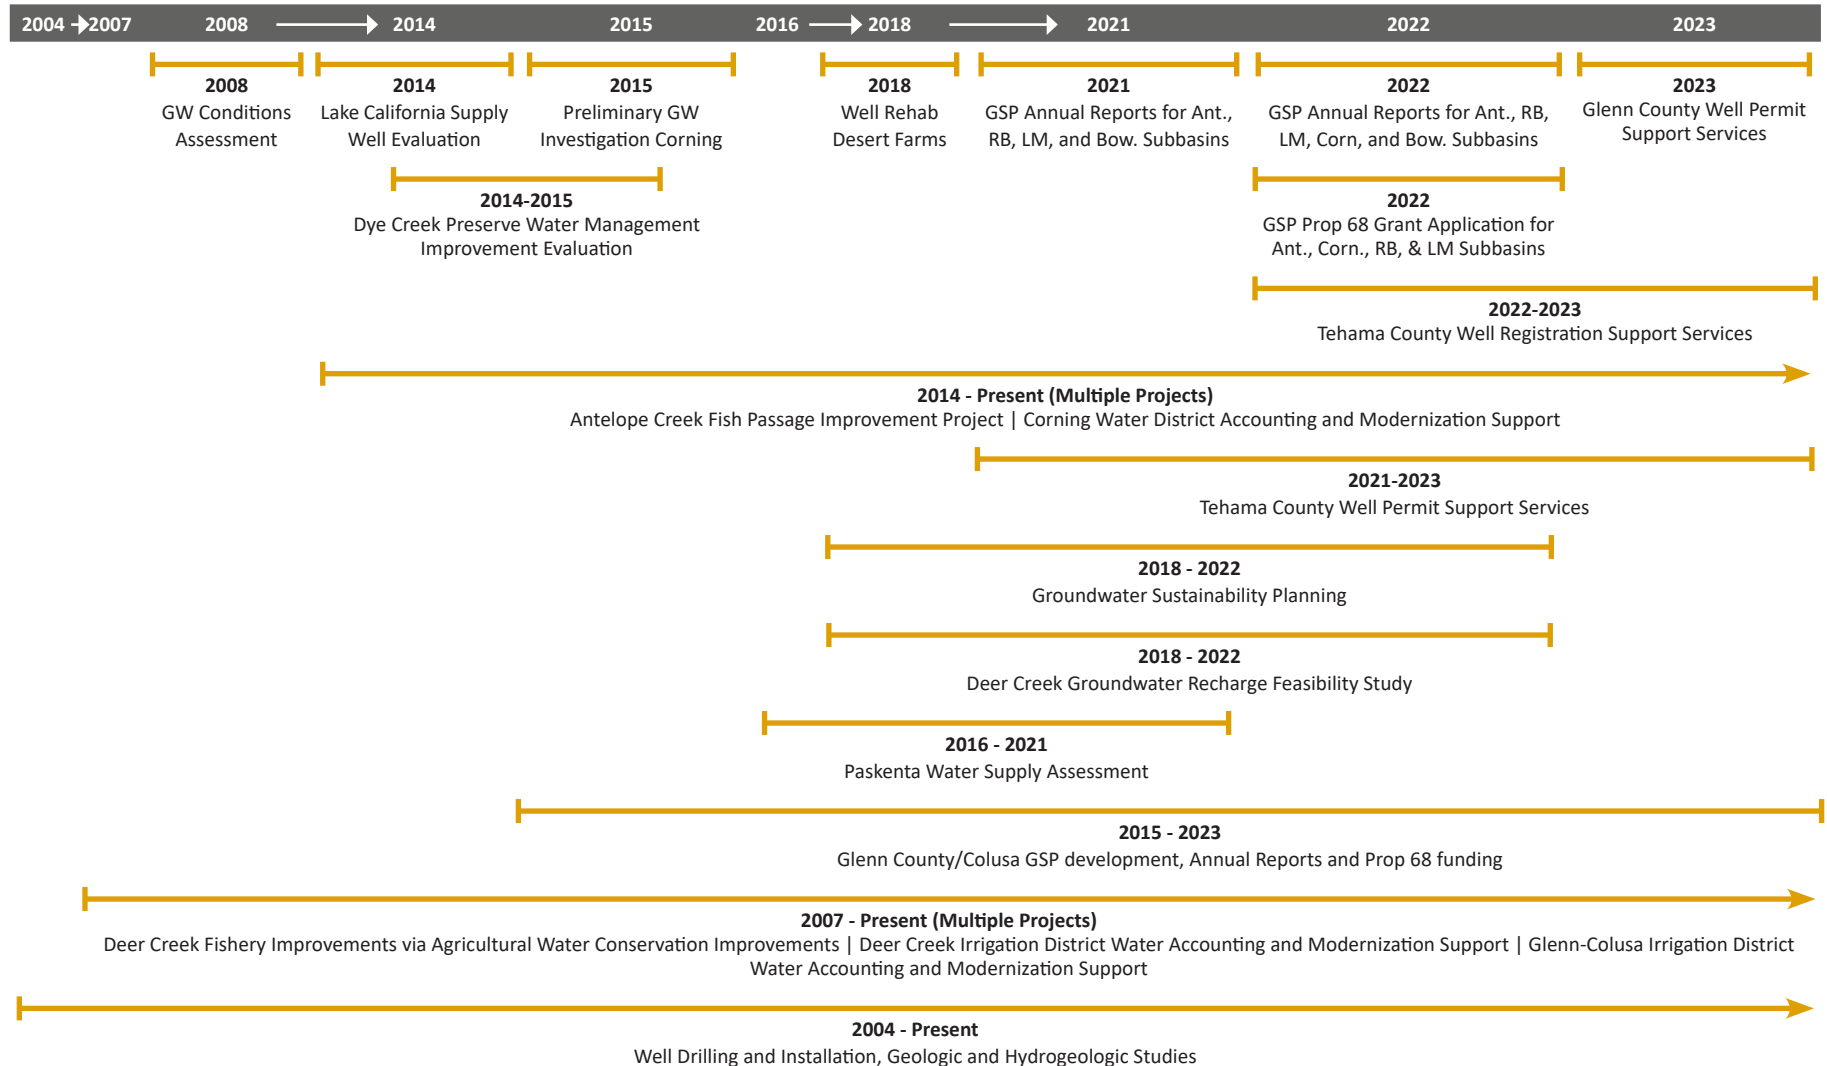 2004 2007 2008 2014 2015 2016 2018 2021 2022 2023
2008
GW Conditions
Assessment
2014
Lake California Supply
Well Evaluation
2015
Preliminary GW
Investigation Corning
2018
Well Rehab
Desert Farms
2021
GSP Annual Reports for Ant.,
RB, LM, and Bow. Subbasins
2022
GSP Annual Reports for Ant., RB,
LM, Corn, and Bow. Subbasins
2023
Glenn County Well Permit
Support Services
2014-2015
Dye Creek Preserve Water Management
Improvement Evaluation
2022
GSP Prop 68 Grant Application for
Ant., Corn., RB, & LM Subbasins
2022-2023
Tehama County Well Registration Support Services
2014 - Present (Multiple Projects)
Antelope Creek Fish Passage Improvement Project | Corning Water District Accounting and Modernization Support
2021-2023
Tehama County Well Permit Support Services
2018 - 2022
Groundwater Sustainability Planning
2018 - 2022
Deer Creek Groundwater Recharge Feasibility Study
2016 - 2021
Paskenta Water Supply Assessment
2015 - 2023
Glenn County/Colusa GSP development, Annual Reports and Prop 68 funding
2007 - Present (Multiple Projects)
Deer Creek Fishery Improvements via Agricultural Water Conservation Improvements | Deer Creek Irrigation District Water Accounting and Modernization Support | Glenn-Colusa Irrigation District
Water Accounting and Modernization Support
2004 - Present
Well Drilling and Installation, Geologic and Hydrogeologic Studies